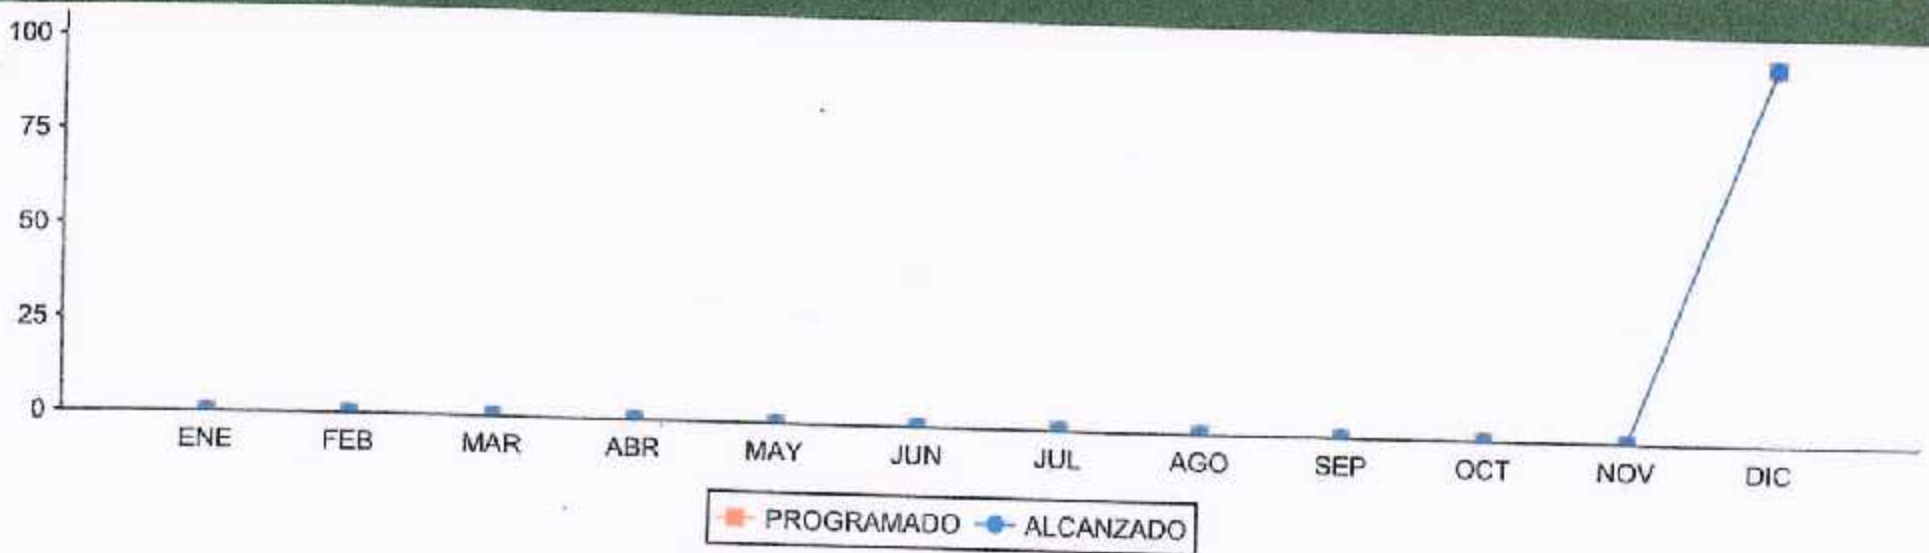 100
75
50
25
0
ENE FEB MAR ABR MAY JUN JUL AGO SEP OCT NOV DIC
PROGRAMADO ALCANZADO